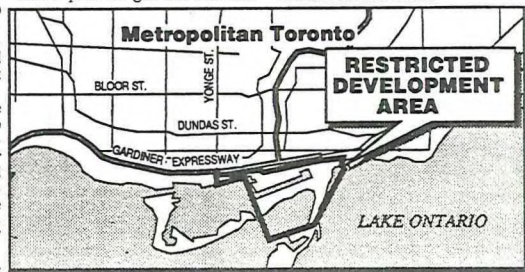 Metropolitan Toronto
RESTRICTED
DEVELOPMENT
AREA
BLOOR ST.
YONGE ST.
DUNDAS ST.
GARDINER EXPRESSWAY
LAKE ONTARIO